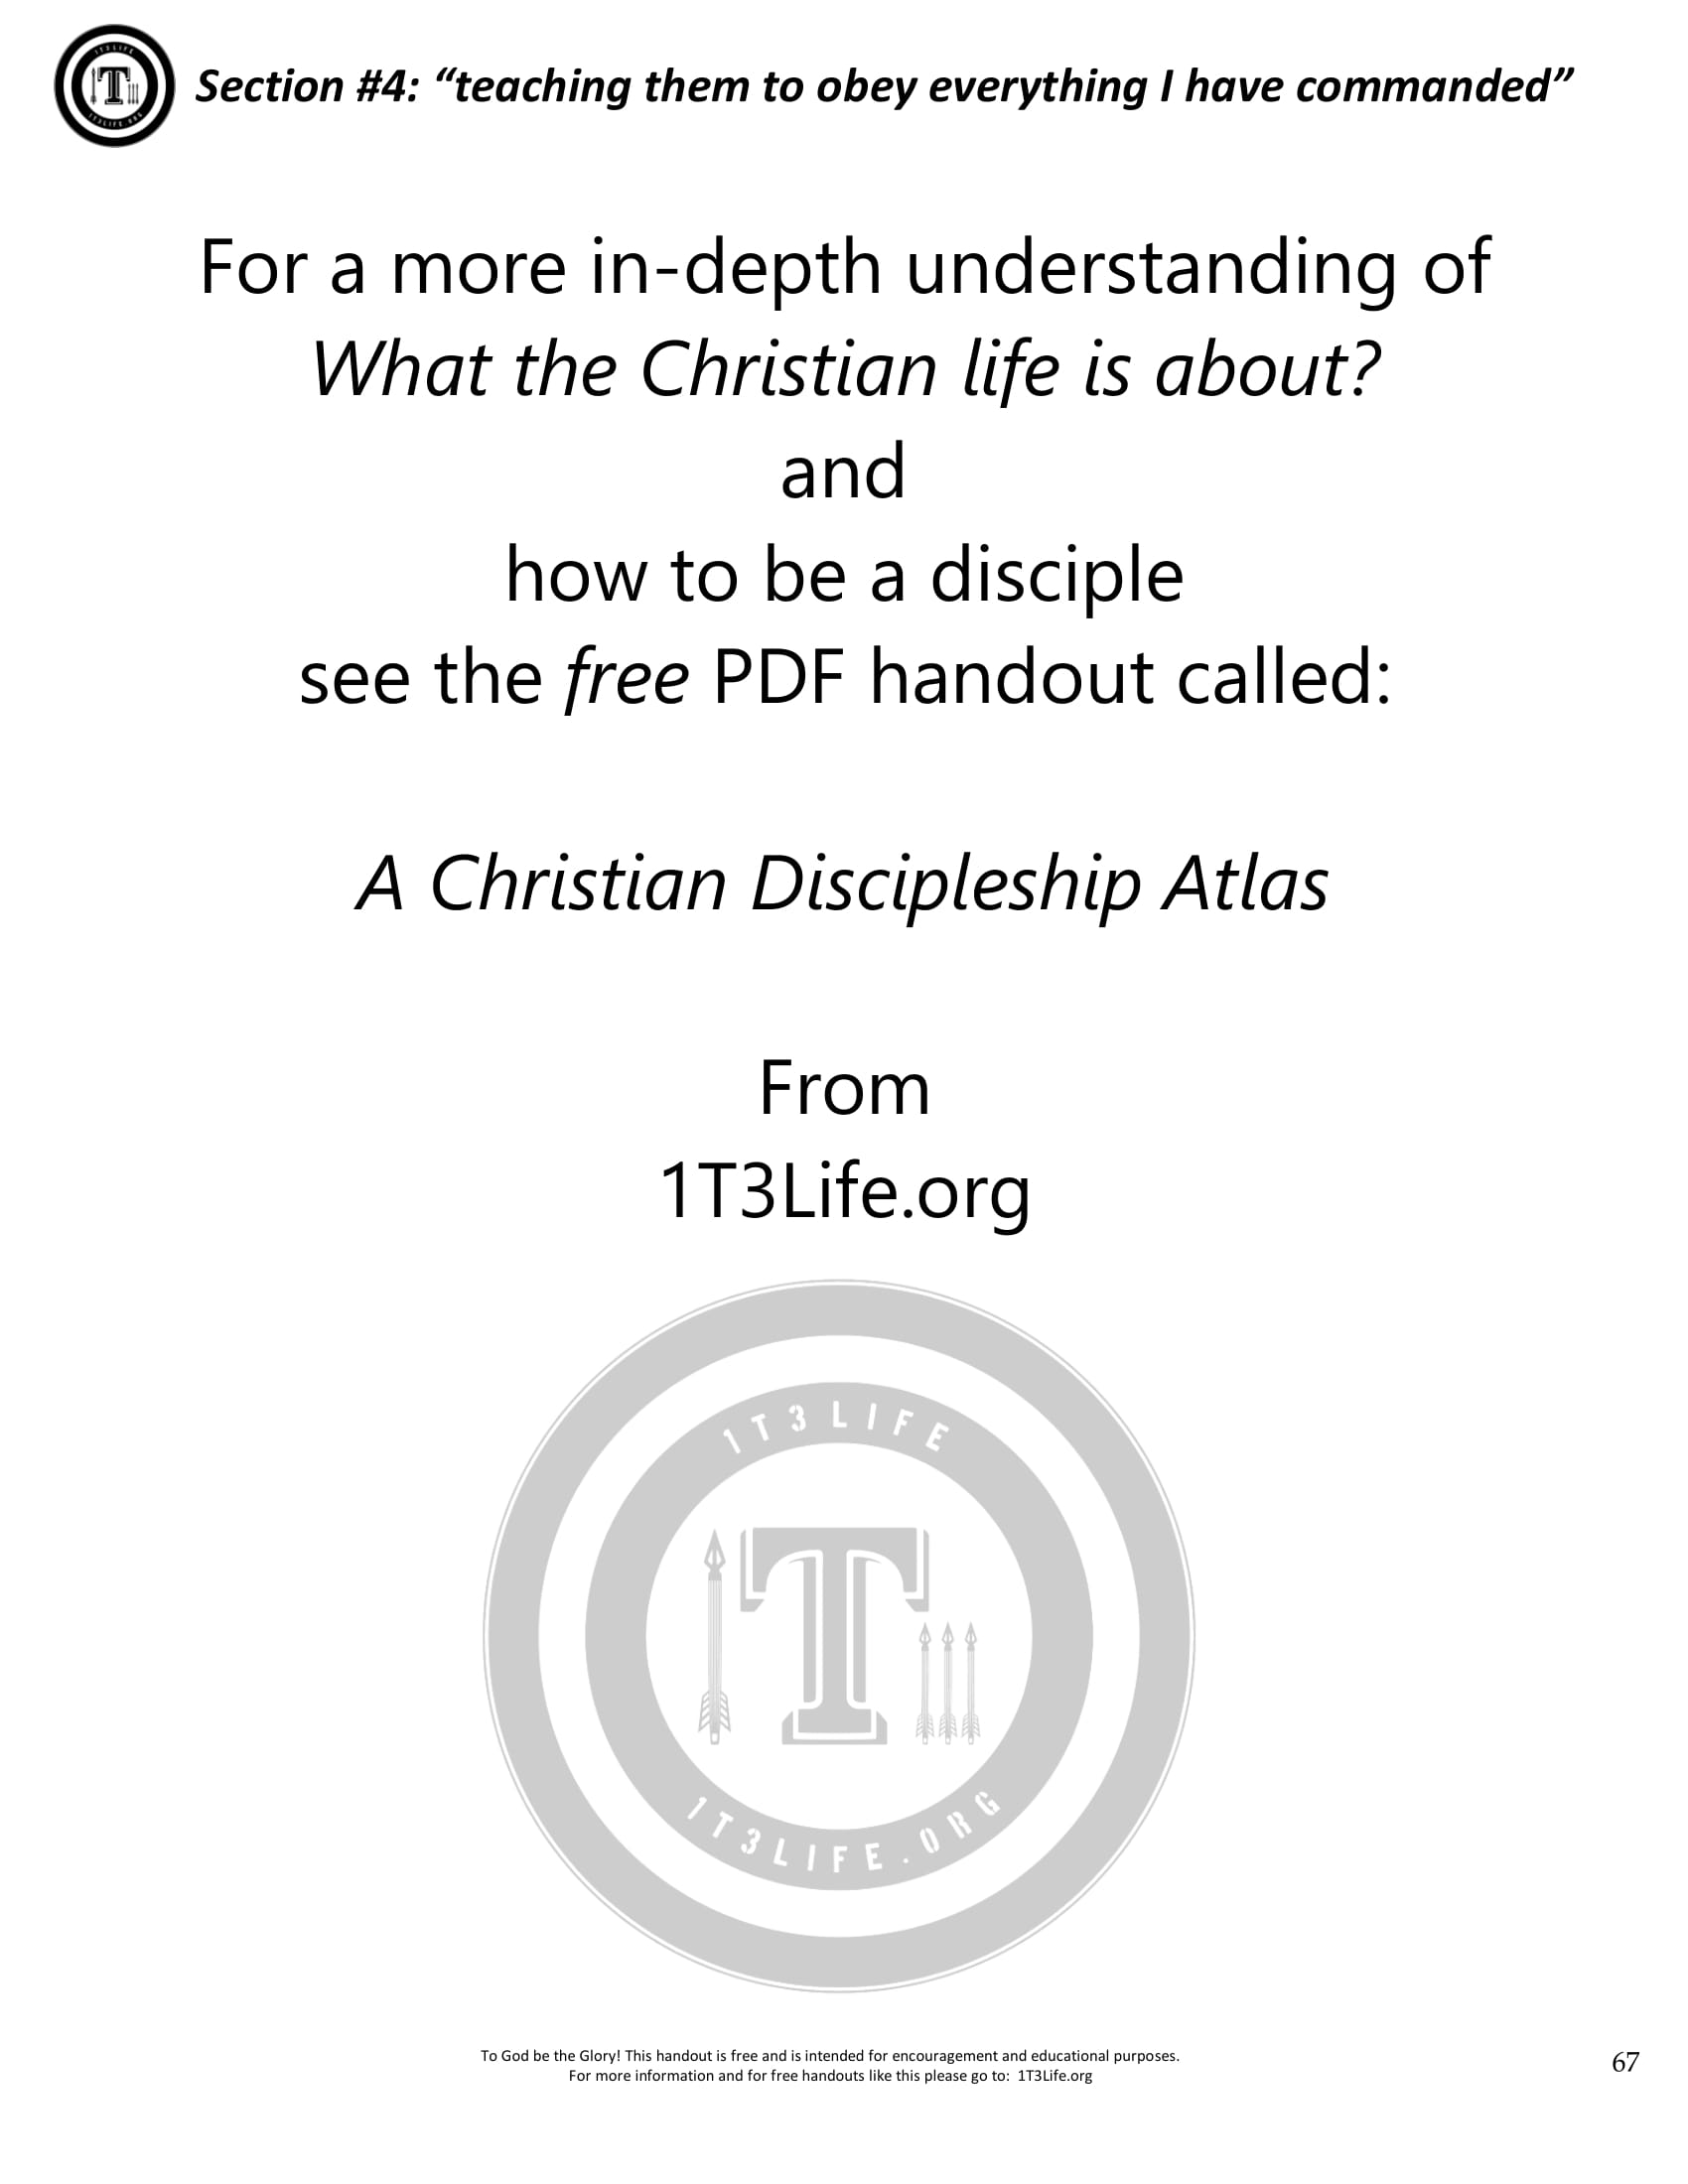 1T3LIFE
T
1T3LIFE.ORG
Section #4: “teaching them to obey everything I have commanded”
For a more in-depth understanding of
What the Christian life is about?
and
how to be a disciple
see the free PDF handout called:
A Christian Discipleship Atlas
From
1T3Life.org
1T3LIFE
T
1T3LIFE.ORG
To God be the Glory! This handout is free and is intended for encouragement and educational purposes.
For more information and for free handouts like this please go to:  1T3Life.org
67